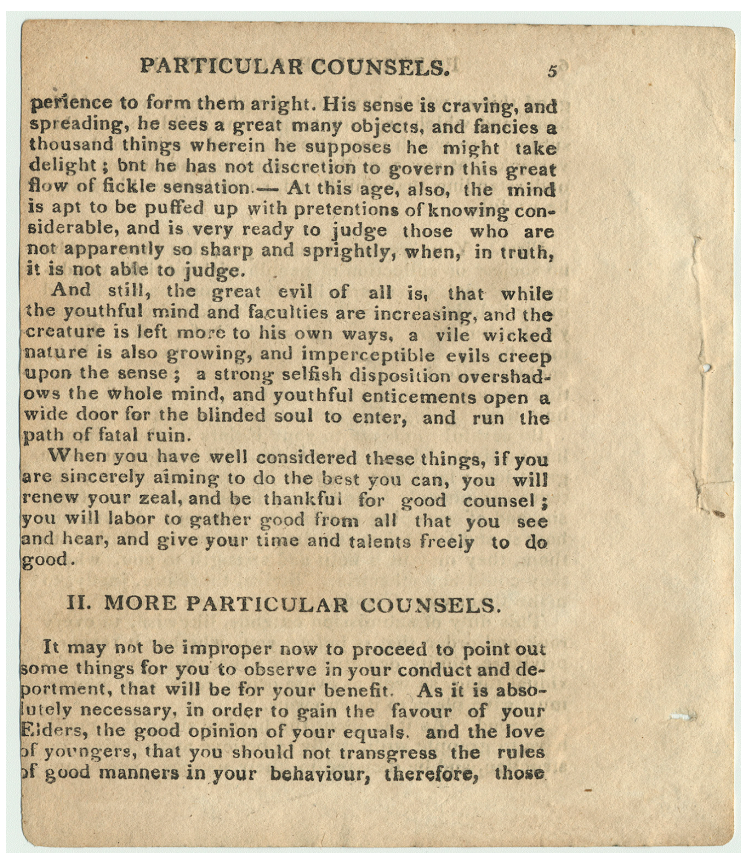 PARTICULAR COUNSELS. 5
perience to form them aright. His sense is craving, and
spreading, he sees a great many objects, and fancies a
thousand things wherein he supposes he might take
delight; bnt he has not discretion to govern this great
flow of fickle sensation.— At this age, also, the mind
is apt to be puffed up with pretentions of knowing con-
siderable, and is very ready to judge those who are
not apparently so sharp and sprightly, when, in truth,
it is not able to judge.
And still, the great evil of all is, that while
the youthful mind and faculties are increasing, and the
creature is left more to his own ways, a vile wicked
nature is also growing, and imperceptible evils creep
upon the sense; a strong selfish disposition overshad-
ows the whole mind, and youthful enticements open a
wide door for the blinded soul to enter, and run the
path of fatal ruin.
When you have well considered these things, if you
are sincerely aiming to do the best you can, you will
renew your zeal, and be thankful for good counsel;
you will labor to gather good from all that you see
and hear, and give your time and talents freely to do
good.
II. MORE PARTICULAR COUNSELS.
It may not be improper now to proceed to point out
some things for you to observe in your conduct and de-
portment, that will be for your benefit. As it is abso-
lutely necessary, in order to gain the favour of your
Elders, the good opinion of your equals. and the love
of youngers, that you should not transgress the rules
of good manners in your behaviour, therefore, those